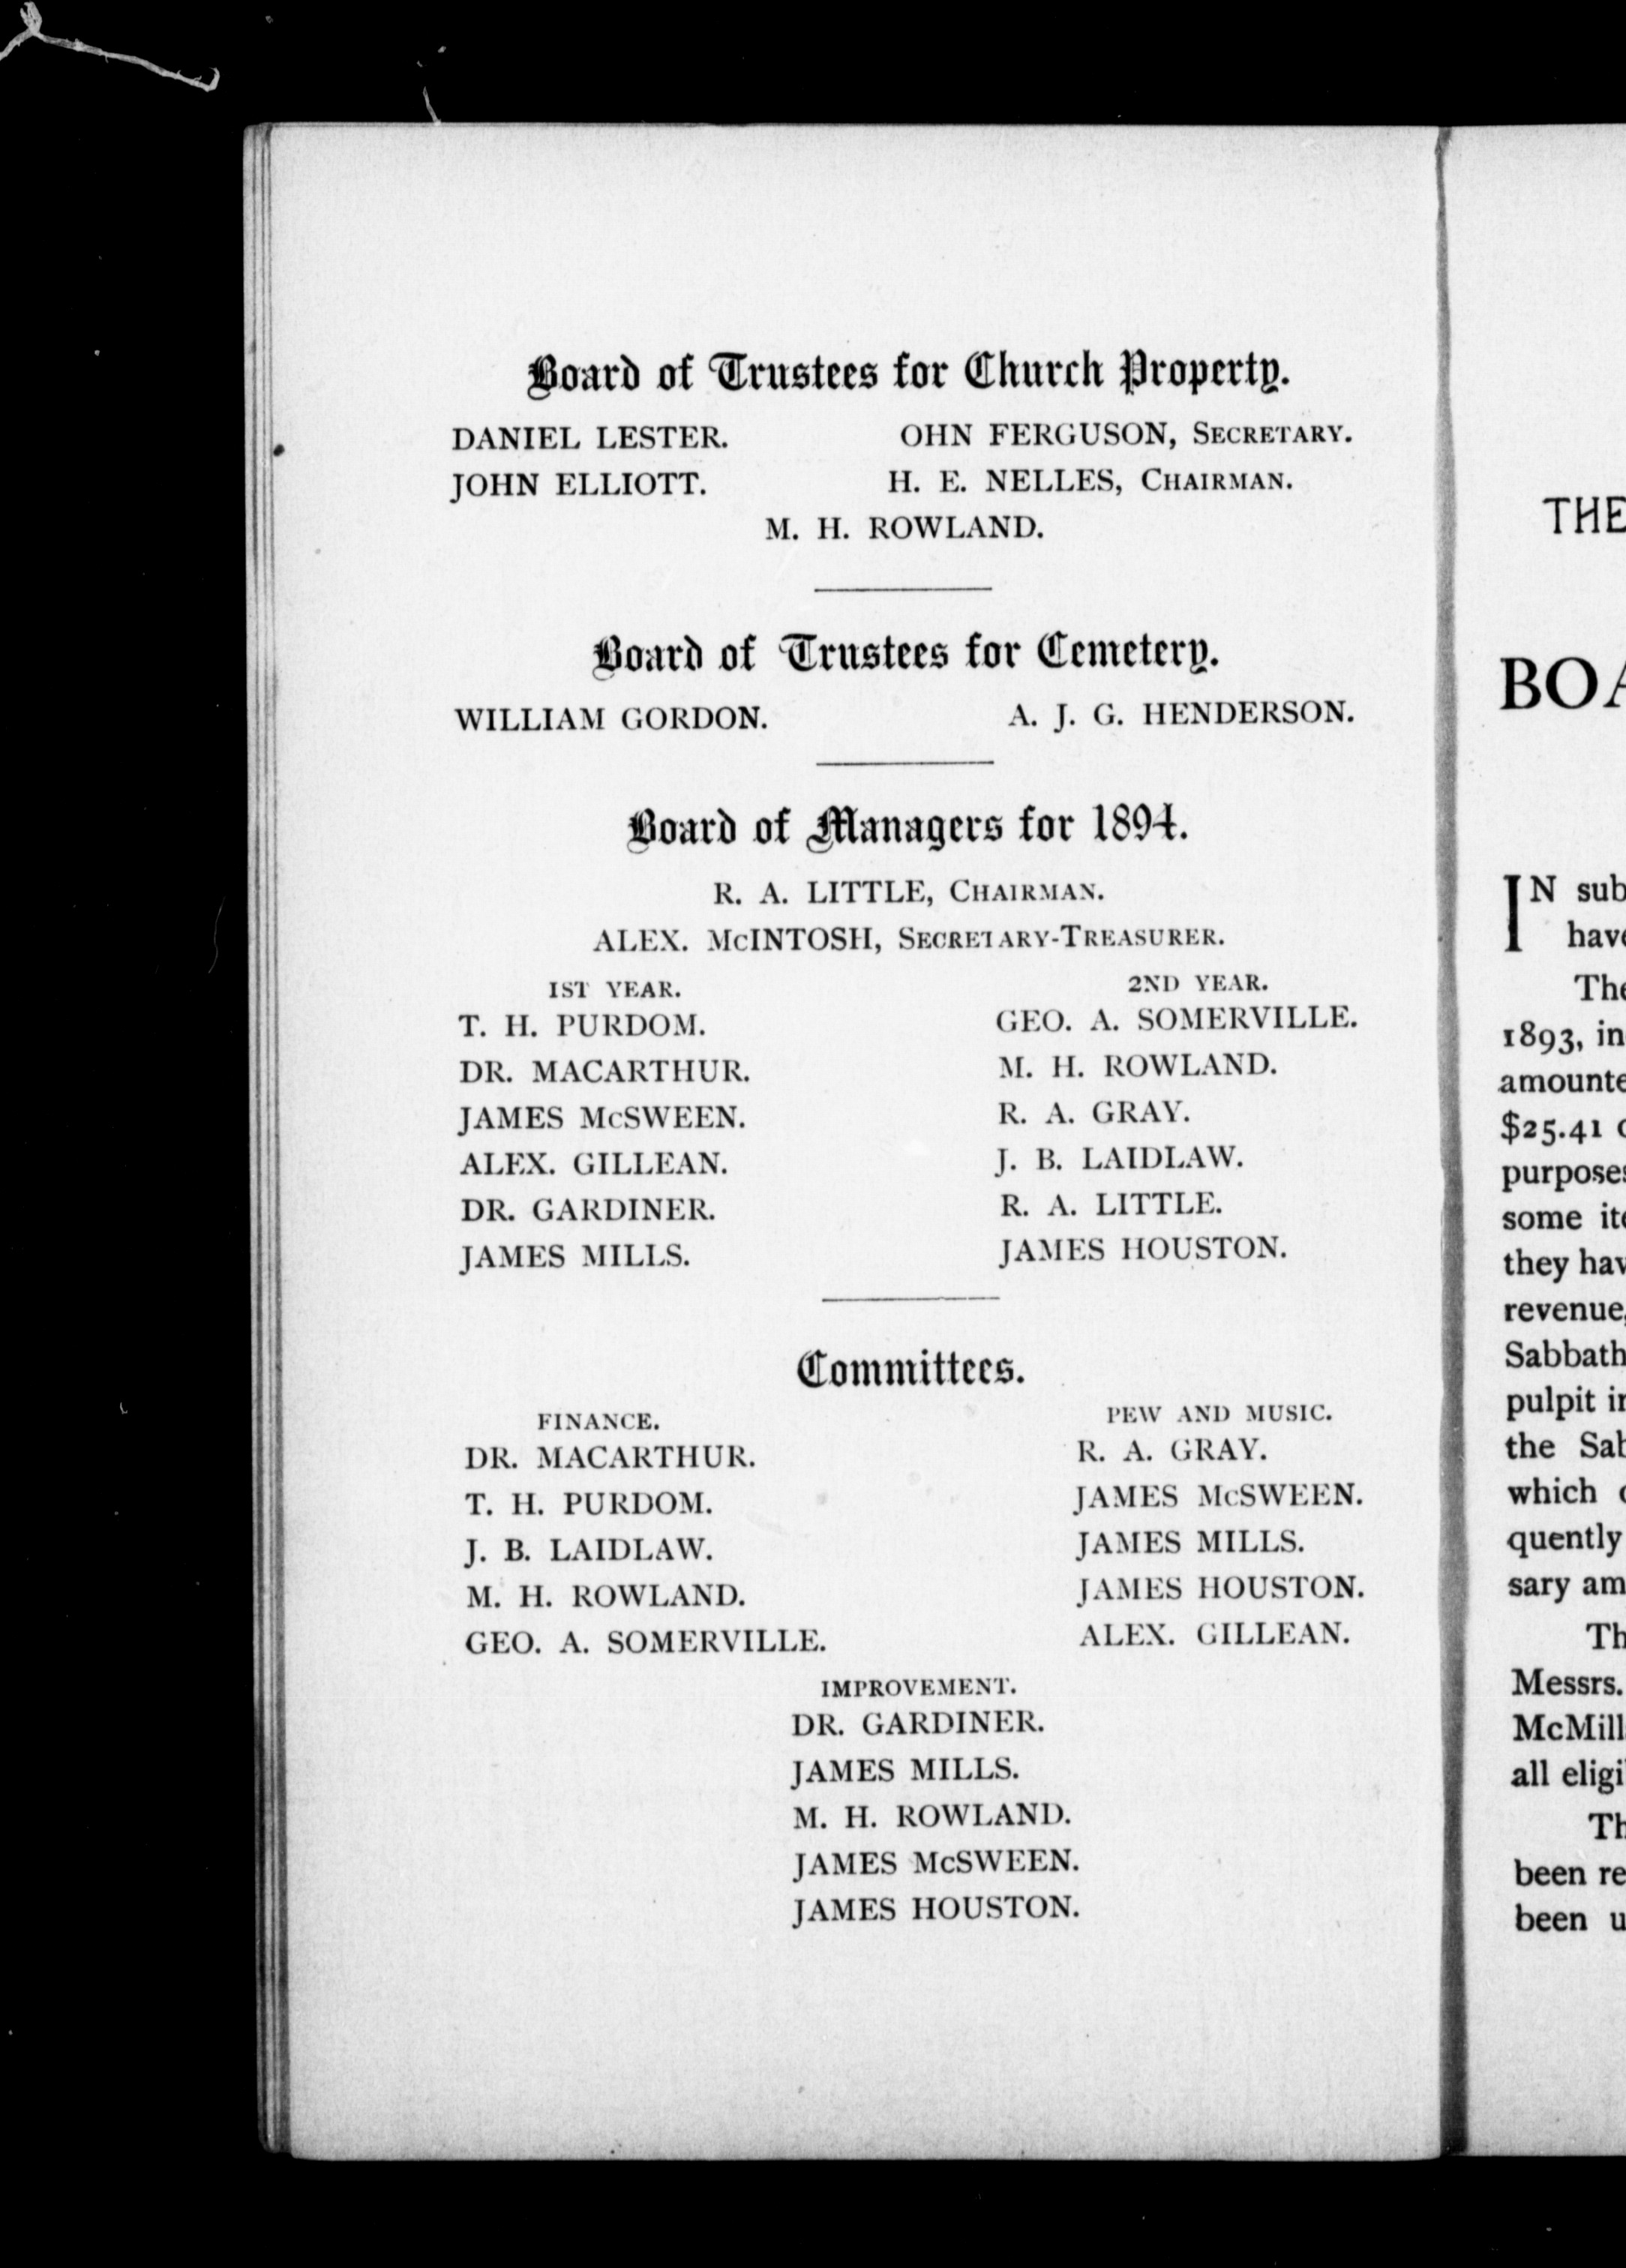 Board of Trustees for Church Property.
DANIEL LESTER. OHN FERGUSON, SECRETARY.
JOHN ELLIOTT. H. E. NELLES, CHAIRMAN.
M. H. ROWLAND.
Board of Trustees for Cemetery.
WILLIAM GORDON. A. J. G. HENDERSON.
Board of Managers for 1894.
R. A. LITTLE, CHAIRMAN.
ALEX. McINTOSH, SECRETARY-TREASURER.
1ST YEAR. 2ND YEAR.
T. H. PURDOM. GEO. A. SOMERVILLE.
DR. MACARTHUR. M. H. ROWLAND.
JAMES McSWEEN. R. A. GRAY.
ALEX. GILLEAN. J. B. LAIDLAW.
DR. GARDINER. R. A. LITTLE.
JAMES MILLS. JAMES HOUSTON.
Committees.
FINANCE. PEW AND MUSIC.
DR. MACARTHUR. R. A. GRAY.
T. H. PURDOM. JAMES McSWEEN.
J. B. LAIDLAW. JAMES MILLS.
M. H. ROWLAND. JAMES HOUSTON.
GEO. A. SOMERVILLE. ALEX. GILLEAN.
IMPROVEMENT.
DR. GARDINER.
JAMES MILLS.
M. H. ROWLAND.
JAMES McSWEEN.
JAMES HOUSTON.
THE
BOA
IN sub
have
The
1893, in
amounte
$25.41
purposes
some ite
they hav
revenue,
Sabbath
pulpit in
the Sab
which
quently
sary am
Th
Messrs.
McMill
all eligi
Th
been re
been u